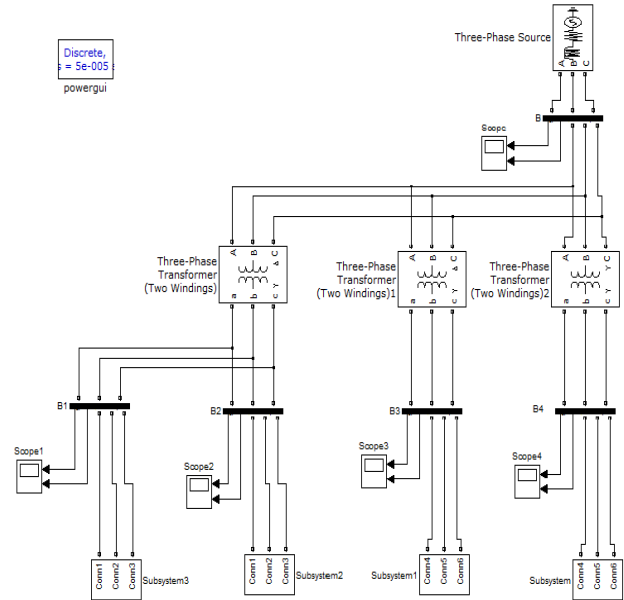 Three-Phase Source
A B C
Discrete,
s = 5e-005 s
powergui
B
Scope
A B C
Δ
Three-Phase
Transformer
(Two Windings)
a b c
Y
A B C
Δ
Three-Phase
Transformer
(Two Windings)1
a b c
Y
A B C
Y
Three-Phase
Transformer
(Two Windings)2
a b c
Y
B1
B2
B3
B4
Scope1
Scope2
Scope3
Scope4
Conn1 Conn2 Conn3
Subsystem3
Conn1 Conn2 Conn3
Subsystem2
Subsystem1
Conn4 Conn5 Conn6
Subsystem
Conn4 Conn5 Conn6